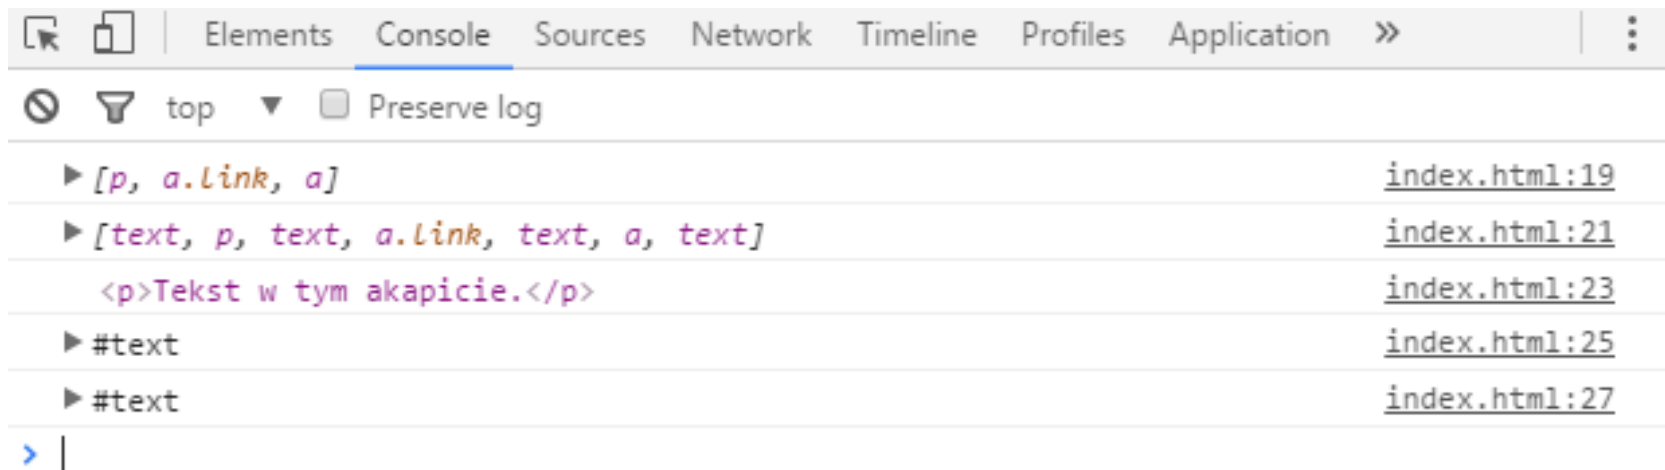 Elements Console Sources Network Timeline Profiles Application »
top ▼ Preserve log
▶ [p, a.link, a] index.html:19
▶ [text, p, text, a.link, text, a, text] index.html:21
<p>Tekst w tym akapicie.</p> index.html:23
▶ #text index.html:25
▶ #text index.html:27
>